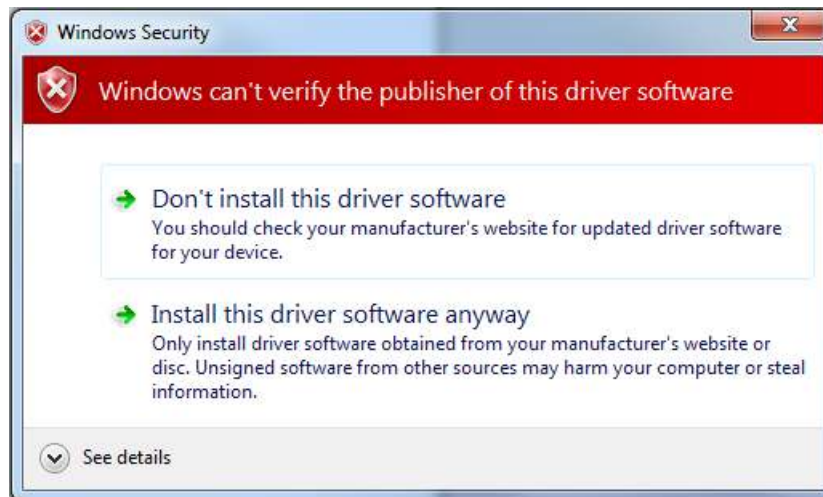 Windows Security
Windows can't verify the publisher of this driver software
Don't install this driver software
You should check your manufacturer's website for updated driver software
for your device.
Install this driver software anyway
Only install driver software obtained from your manufacturer's website or
disc. Unsigned software from other sources may harm your computer or steal
information.
See details